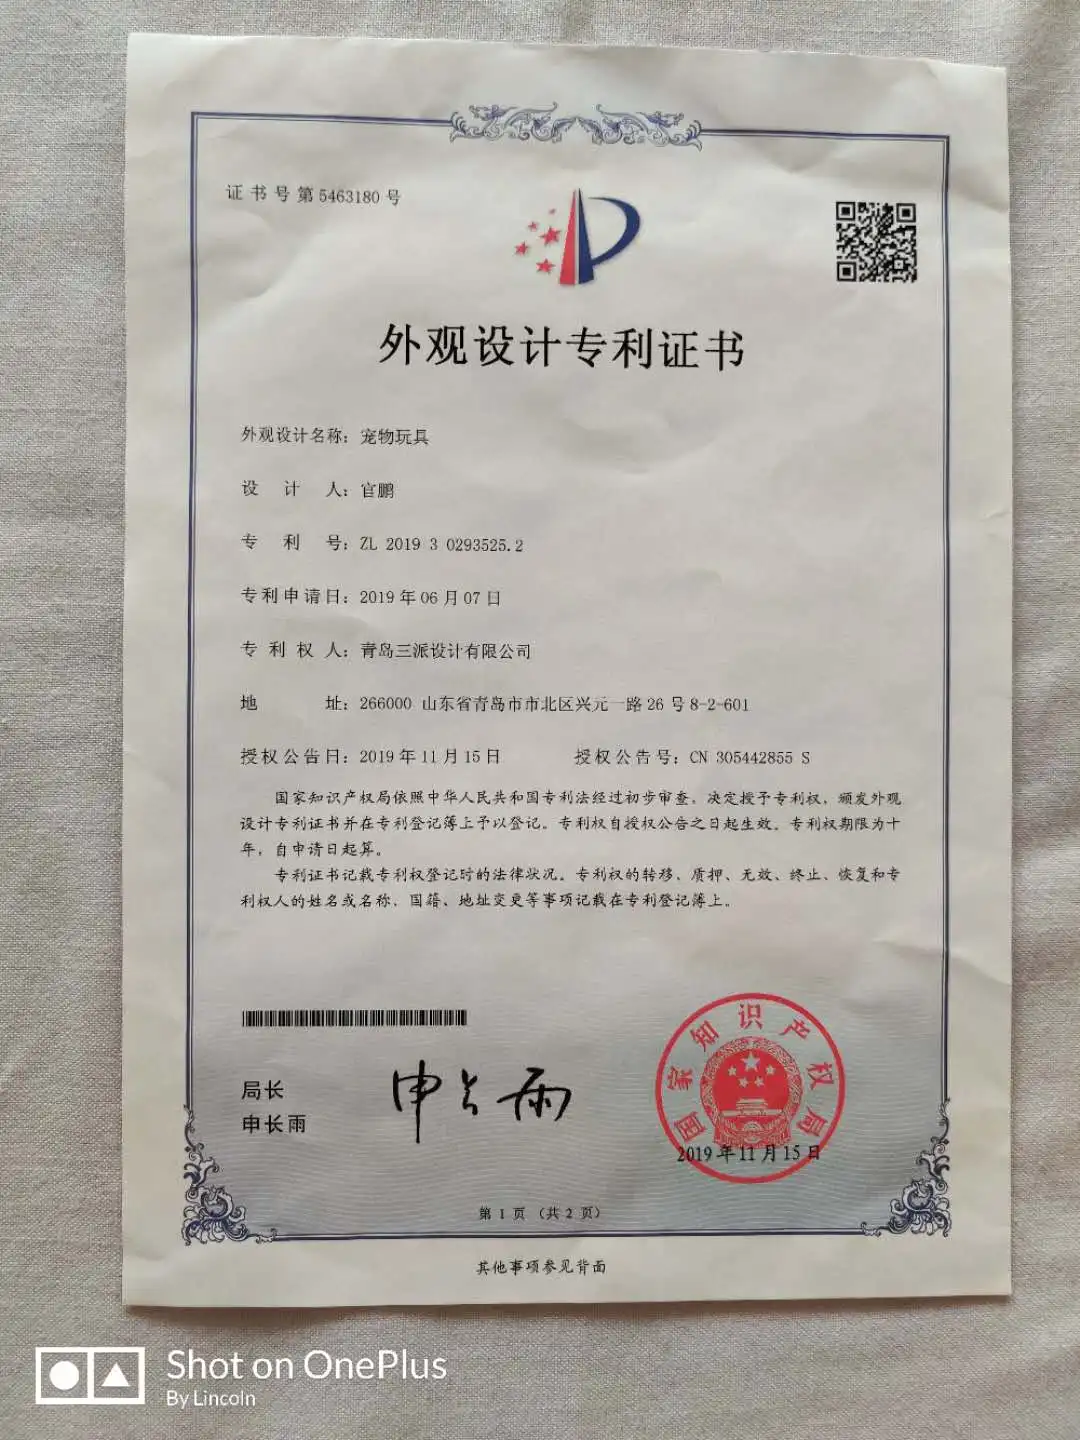 证书号第5463180号
外观设计专利证书
外观设计名称：宠物玩具
设计人：官鹏
专利号：ZL 2019 3 0293525.2
专利申请日：2019年06月07日
专利权人：青岛三派设计有限公司
地址：266000 山东省青岛市市北区兴元一路26号8-2-601
授权公告日：2019年11月15日 授权公告号：CN 305442855 S
国家知识产权局依照中华人民共和国专利法经过初步审查，决定授予专利权，颁发外观
设计专利证书并在专利登记簿上予以登记。专利权自授权公告之日起生效。专利权期限为十
年，自申请日起算。
专利证书记载专利权登记时的法律状况。专利权的转移、质押、无效、终止、恢复和专
利权人的姓名或名称、国籍、地址变更等事项记载在专利登记簿上。
局长
申长雨
申长雨
国家知识产权局
2019年11月15日
第 1 页 （共 2 页）
其他事项参见背面
Shot on OnePlus
By Lincoln